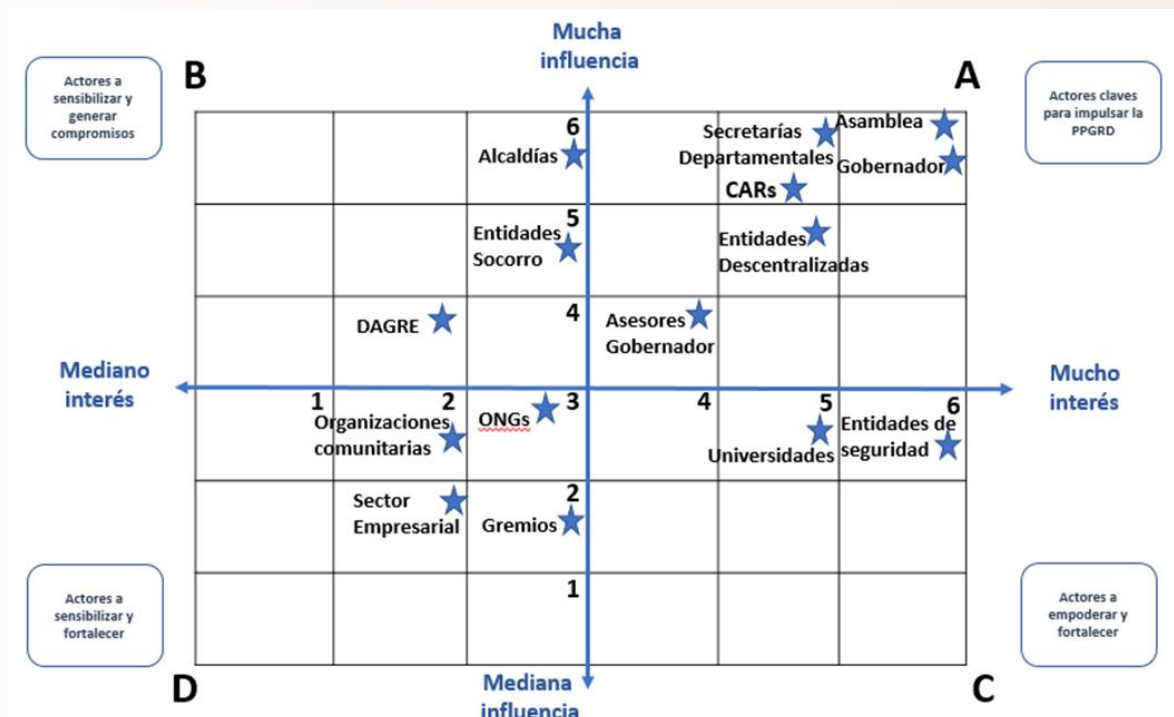 Mucha
influencia
B
A
Actores a
sensibilizar y
generar
compromisos
Actores claves
para impulsar la
PPGRD
6
Alcaldías
Secretarías
Departamentales
Asamblea
Gobernador
CARs
5
Entidades
Socorro
Entidades
Descentralizadas
4
DAGRE
Asesores
Gobernador
Mediano
interés
Mucho
interés
1
2
3
4
5
6
Organizaciones
comunitarias
ONGs
Universidades
Entidades de
seguridad
2
Sector
Empresarial
Gremios
1
Actores a
sensibilizar y
fortalecer
Actores a
empoderar y
fortalecer
D
C
Mediana
influencia